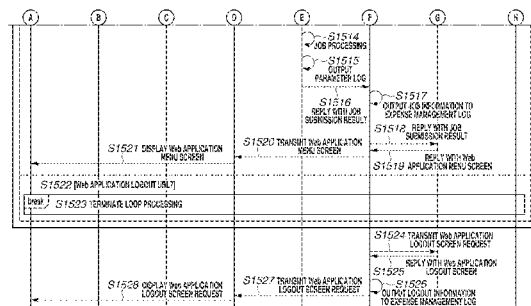 A B C D E F G H
S1514
JOB PROCESSING
S1515
OUTPUT
PARAMETER LOG
S1516
REPLY WITH JOB
SUBMISSION RESULT
S1517
OUTPUT JOB INFORMATION TO
EXPENSE MANAGEMENT LOG
S1518 REPLY WITH JOB
SUBMISSION RESULT
S1520 TRANSMIT Web APPLICATION
MENU SCREEN
S1521 DISPLAY Web APPLICATION
MENU SCREEN
REPLY WITH Web
S1519 APPLICATION MENU SCREEN
S1522 [Web APPLICATION LOGOUT URL?]
break S1523 TERMINATE LOOP PROCESSING
S1524 TRANSMIT Web APPLICATION
LOGOUT SCREEN REQUEST
REPLY WITH Web APPLICATION
LOGOUT SCREEN
S1525
S1526
OUTPUT LOGOUT INFORMATION
TO EXPENSE MANAGEMENT LOG
S1527 TRANSMIT Web APPLICATION
LOGOUT SCREEN REQUEST
S1528 DISPLAY Web APPLICATION
LOGOUT SCREEN REQUEST